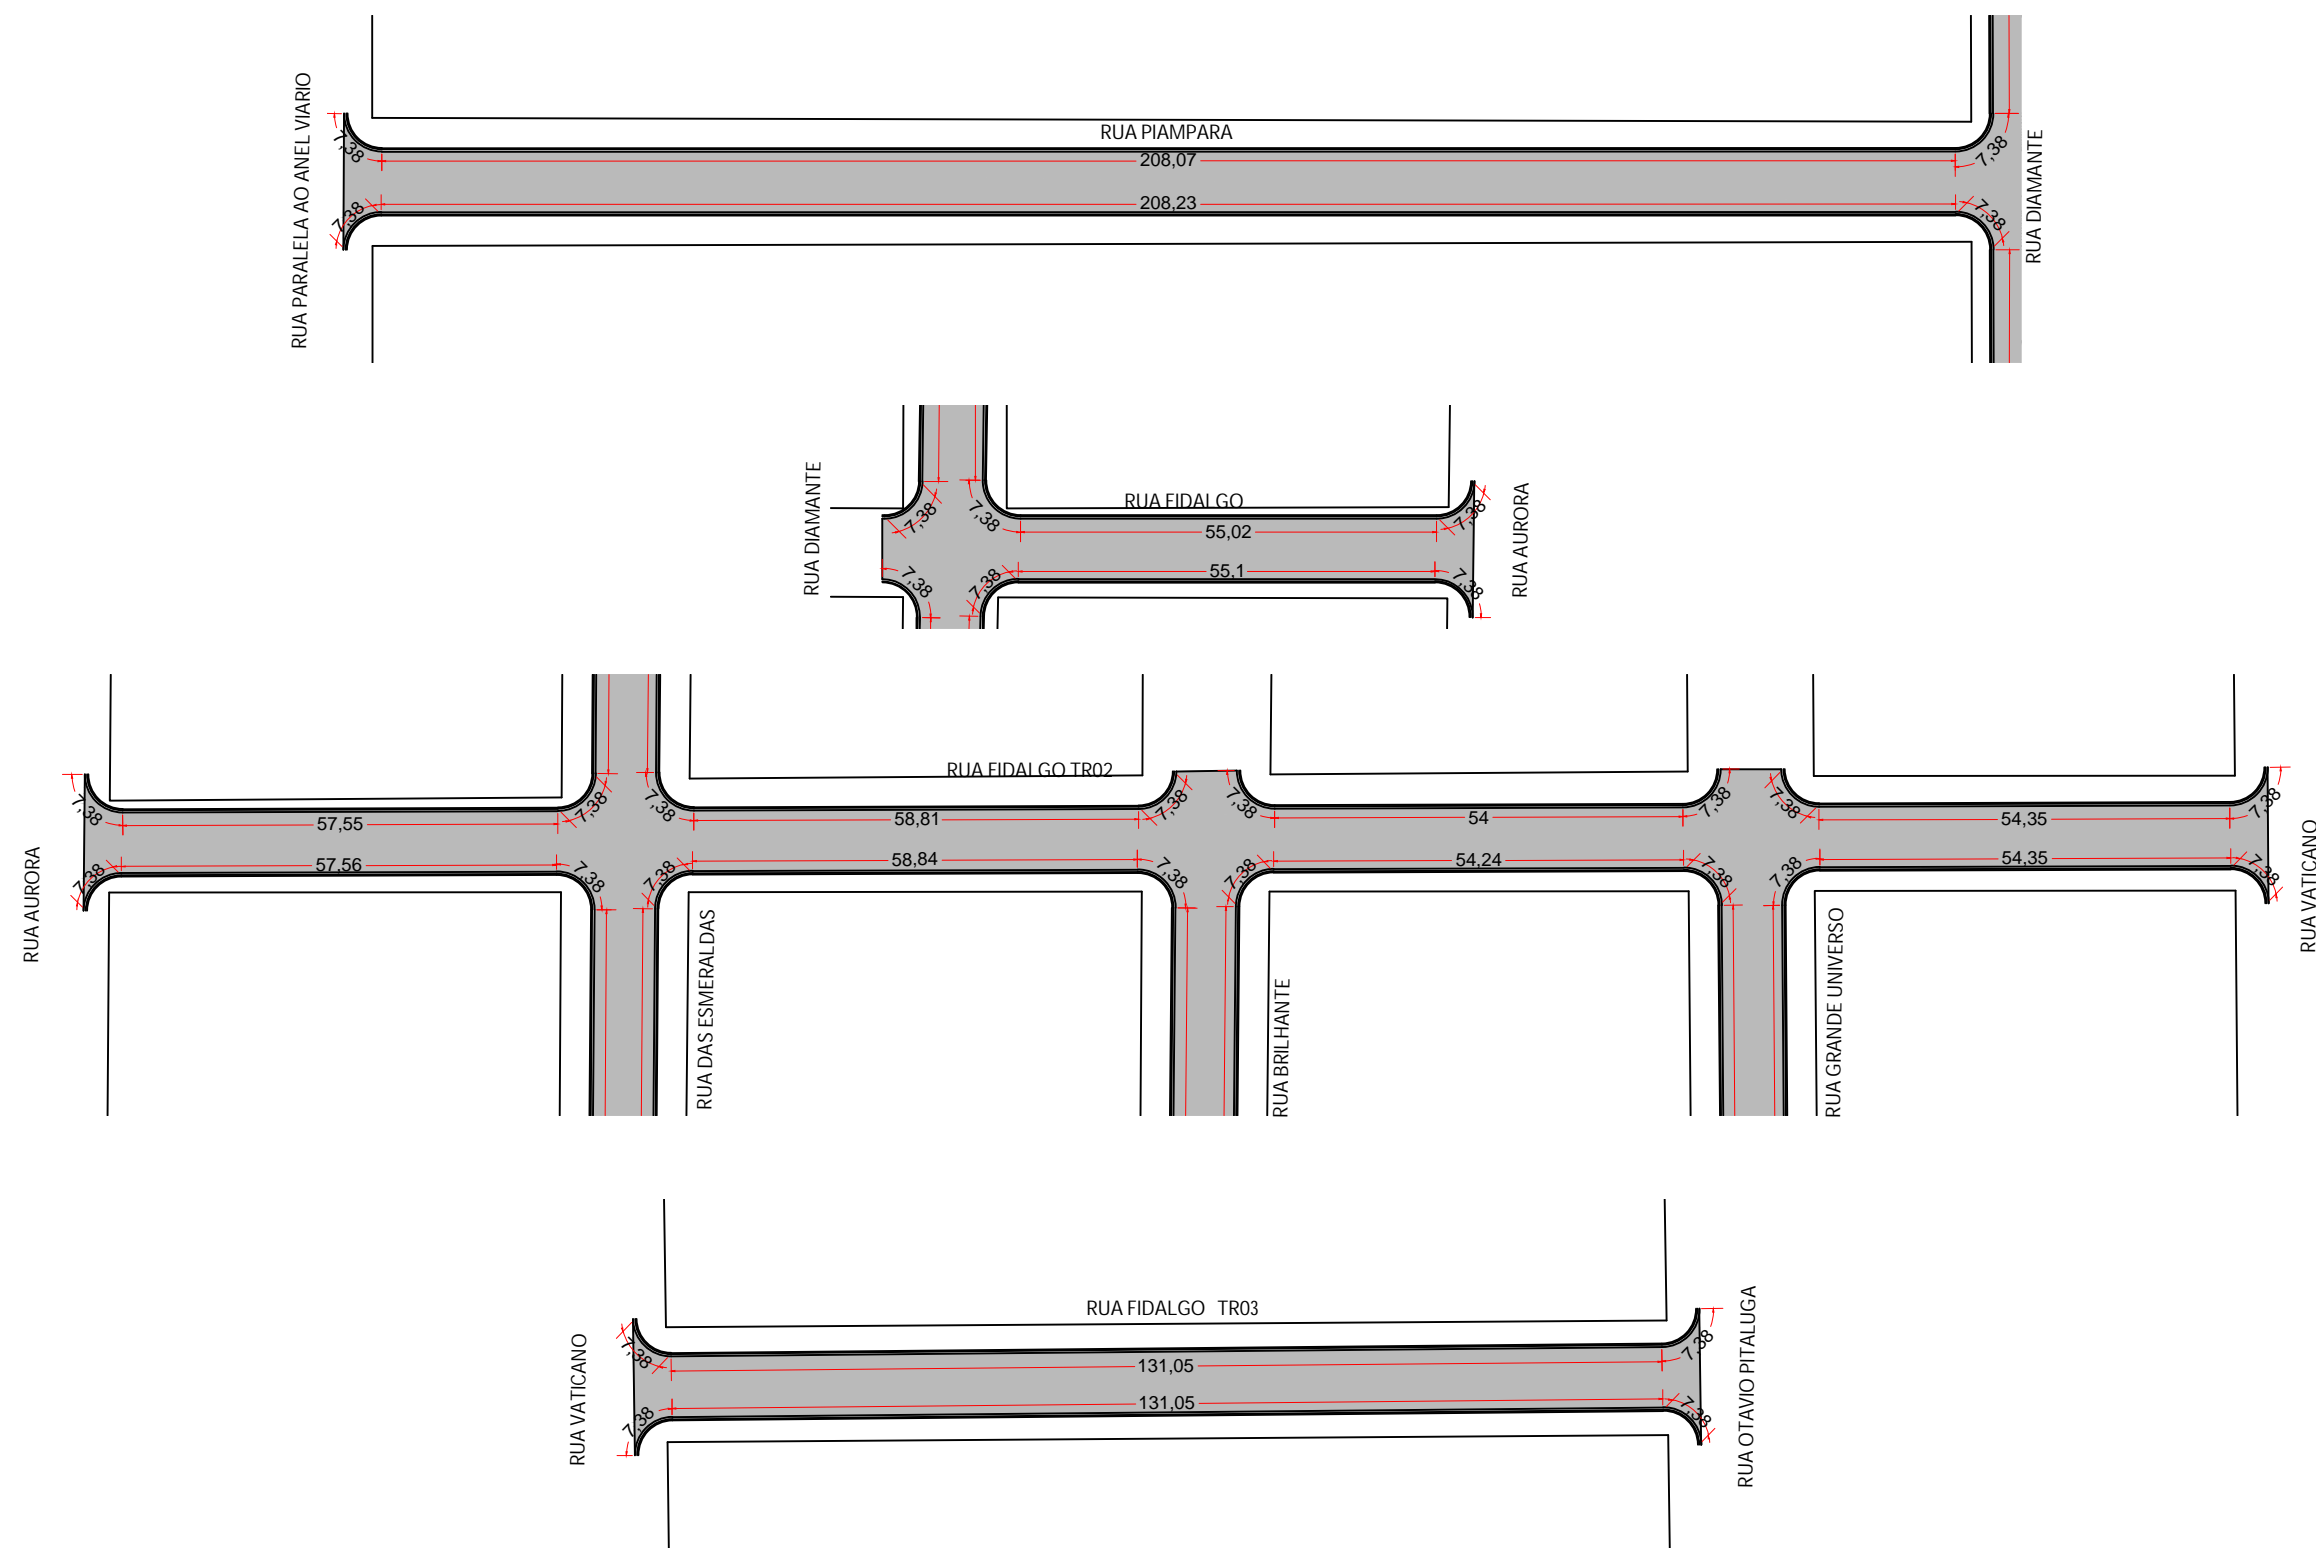 RUA PARALELA AO ANEL VIARIO
RUA PIAMPARA
7,38
208,07
7,38
7,38
208,23
7,38
RUA DIAMANTE
RUA DIAMANTE
RUA FIDALGO
7,38
7,38
55,02
7,38
7,38
7,38
55,1
7,38
RUA AURORA
RUA FIDALGO TR02
RUA AURORA
7,38
57,55
7,38
7,38
58,81
7,38
7,38
54
7,38
7,38
54,35
7,38
7,38
57,56
7,38
7,38
58,84
7,38
7,38
54,24
7,38
7,38
54,35
7,38
RUA VATICANO
RUA DAS ESMERALDAS
RUA BRILHANTE
RUA GRANDE UNIVERSO
RUA FIDALGO TR03
RUA VATICANO
7,38
131,05
7,38
7,38
131,05
7,38
RUA OTAVIO PITALUGA